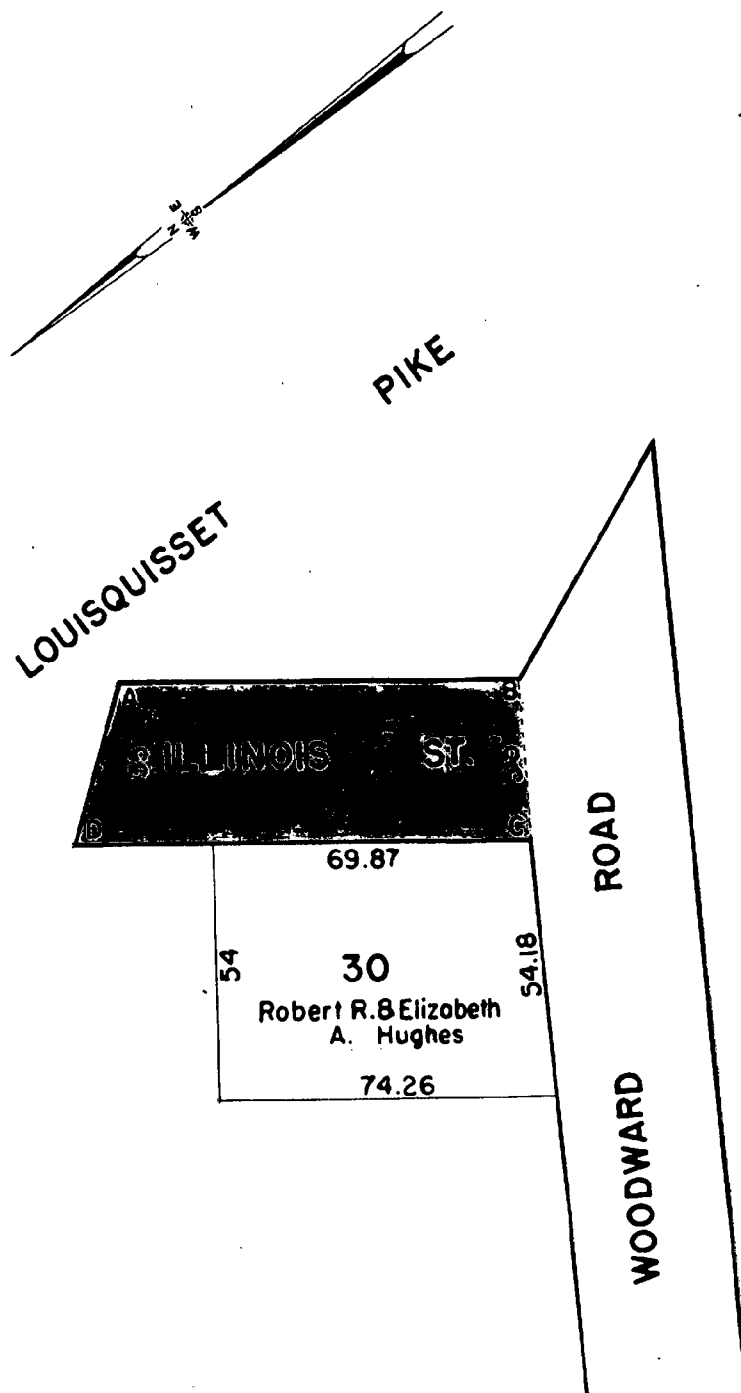 S
E
W
N
PIKE
LOUISQUISSET
A
B
ILLINOIS ST.
D
C
69.87
ROAD
54
30
54.18
Robert R. & Elizabeth
A. Hughes
74.26
WOODWARD